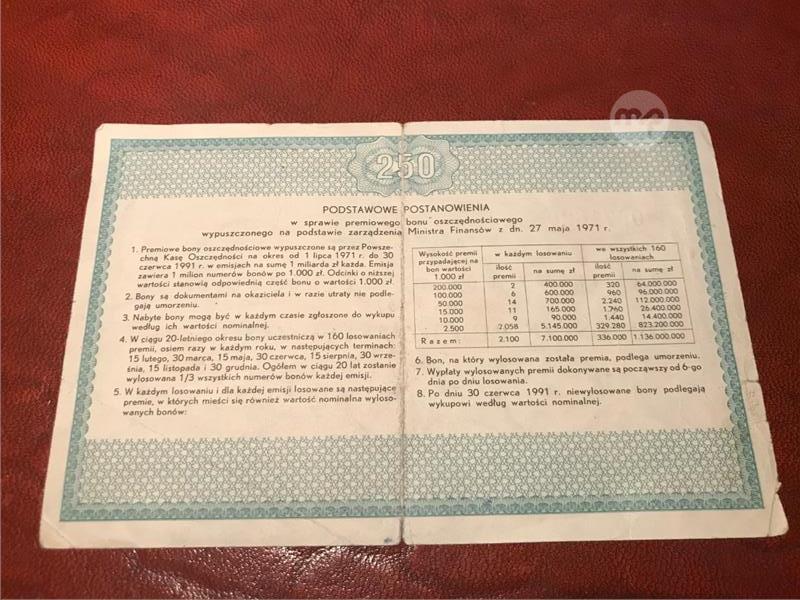 250
PODSTAWOWE POSTANOWIENIA
w sprawie premiowego bonu oszczędnościowego
wypuszczonego na podstawie zarządzenia Ministra Finansów z dn. 27 maja 1971 r.
1. Premiowe bony oszczędnościowe wypuszczone są przez Powsze-
chną Kasę Oszczędności na okres od 1 lipca 1971 r. do 30
czerwca 1991 r. w emisjach na sumę 1 miliarda zł każda. Emisja
zawiera 1 milion numerów bonów po 1.000 zł. Odcinki o niższej
wartości stanowią odpowiednią część bonu o wartości 1.000 zł.
2. Bony są dokumentami na okaziciela i w razie utraty nie podle-
gają umorzeniu.
3. Nabyte bony mogą być w każdym czasie zgłoszone do wykupu
według ich wartości nominalnej.
4. W ciągu 20-letniego okresu bony uczestniczą w 160 losowaniach
premii, osiem razy w każdym roku, w następujących terminach:
15 lutego, 30 marca, 15 maja, 30 czerwca, 15 sierpnia, 30 wrze-
śnia, 15 listopada i 30 grudnia. Ogółem w ciągu 20 lat zostanie
wylosowana 1/3 wszystkich numerów bonów każdej emisji.
5. W każdym losowaniu i dla każdej emisji losowane są następujące
premie, w których mieści się również wartość nominalna wyloso-
wanych bonów:
Wysokość premii w każdym losowaniu we wszystkich 160
przypadającej na losowaniach
bon wartości ilość na sumę zł ilość na sumę zł
1.000 zł premii premii
200.000 2 400.000 320 64.000.000
100.000 6 600.000 960 96.000.000
50.000 14 700.000 2.240 112.000.000
15.000 11 165.000 1.760 26.400.000
10.000 9 90.000 1.440 14.400.000
2.500 2.058 5.145.000 329.280 823.200.000
Razem: 2.100 7.100.000 336.000 1.136.000.000
6. Bon, na który wylosowana została premia, podlega umorzeniu.
7. Wypłaty wylosowanych premii dokonywane są począwszy od 6-go
dnia po dniu losowania.
8. Po dniu 30 czerwca 1991 r. niewylosowane bony podlegają
wykupowi według wartości nominalnej.